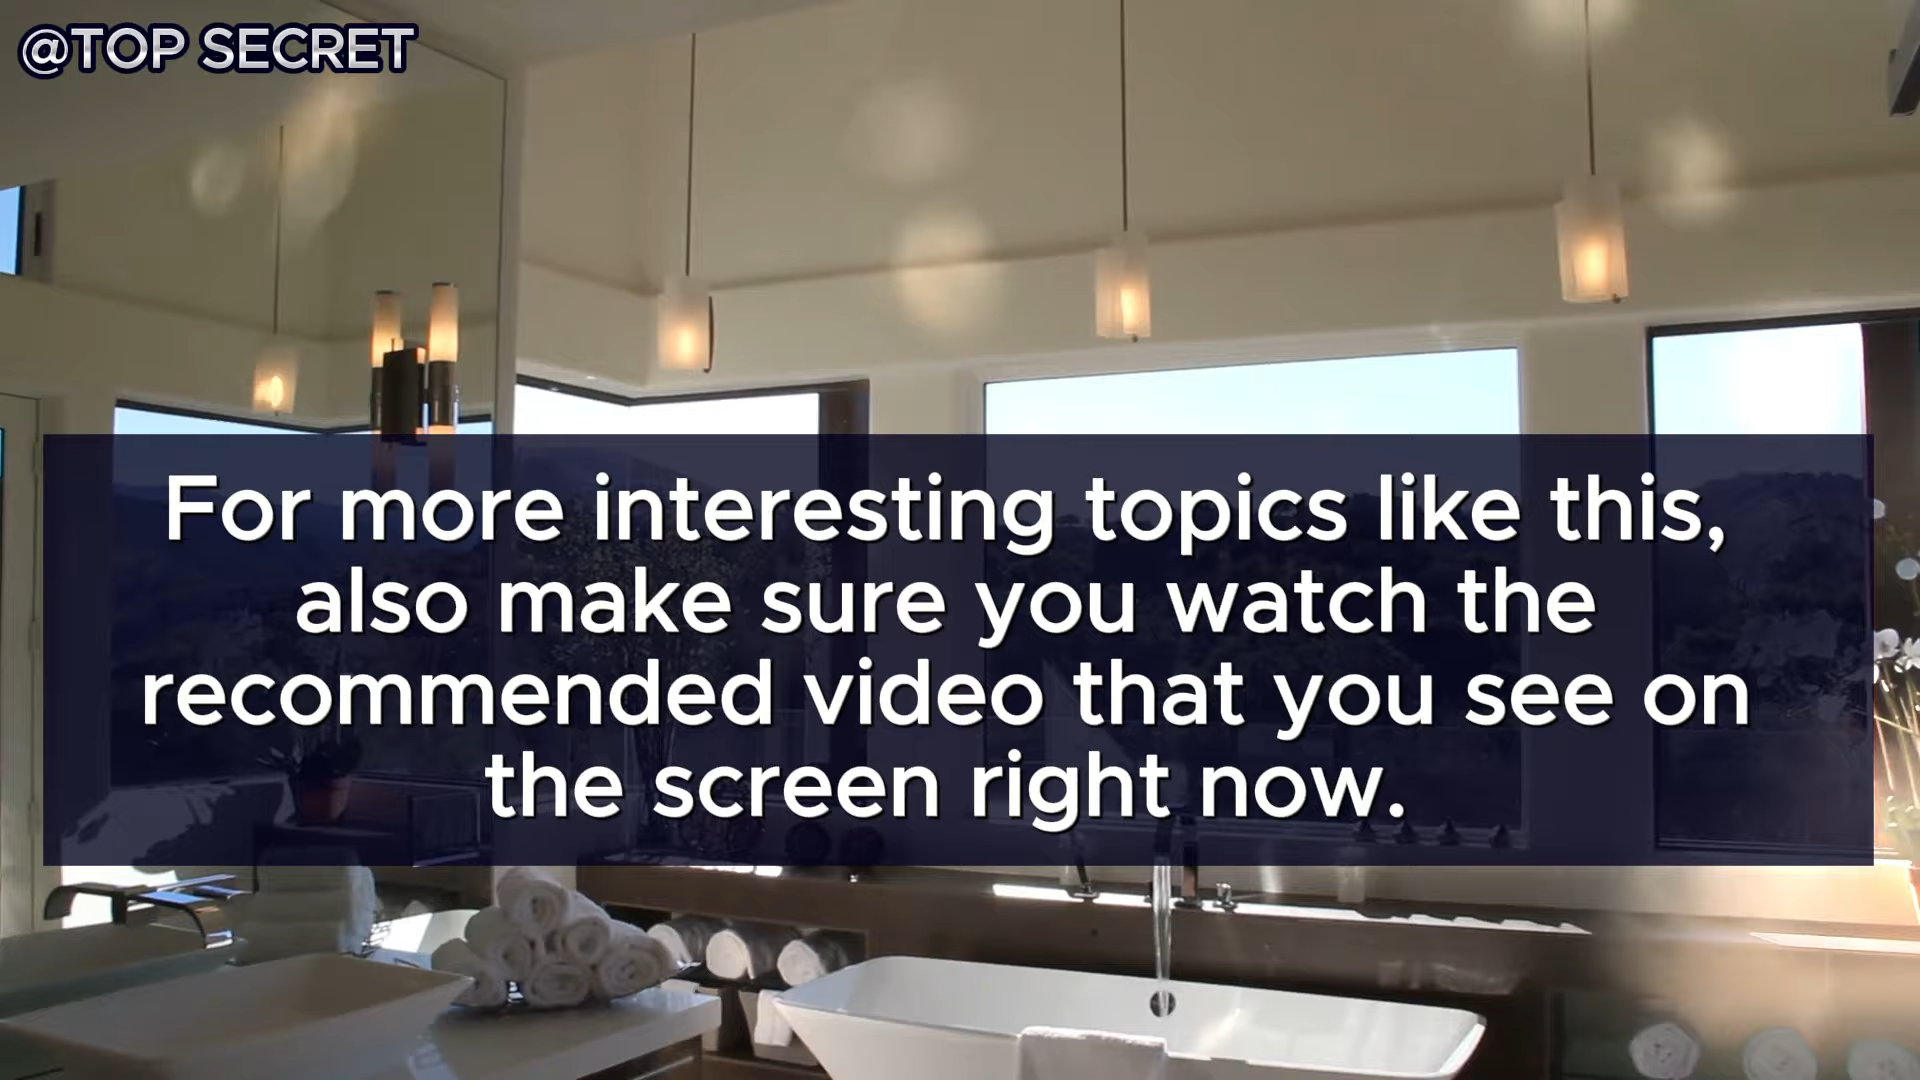 @TOP SECRET
For more interesting topics like this,
also make sure you watch the
recommended video that you see on
the screen right now.